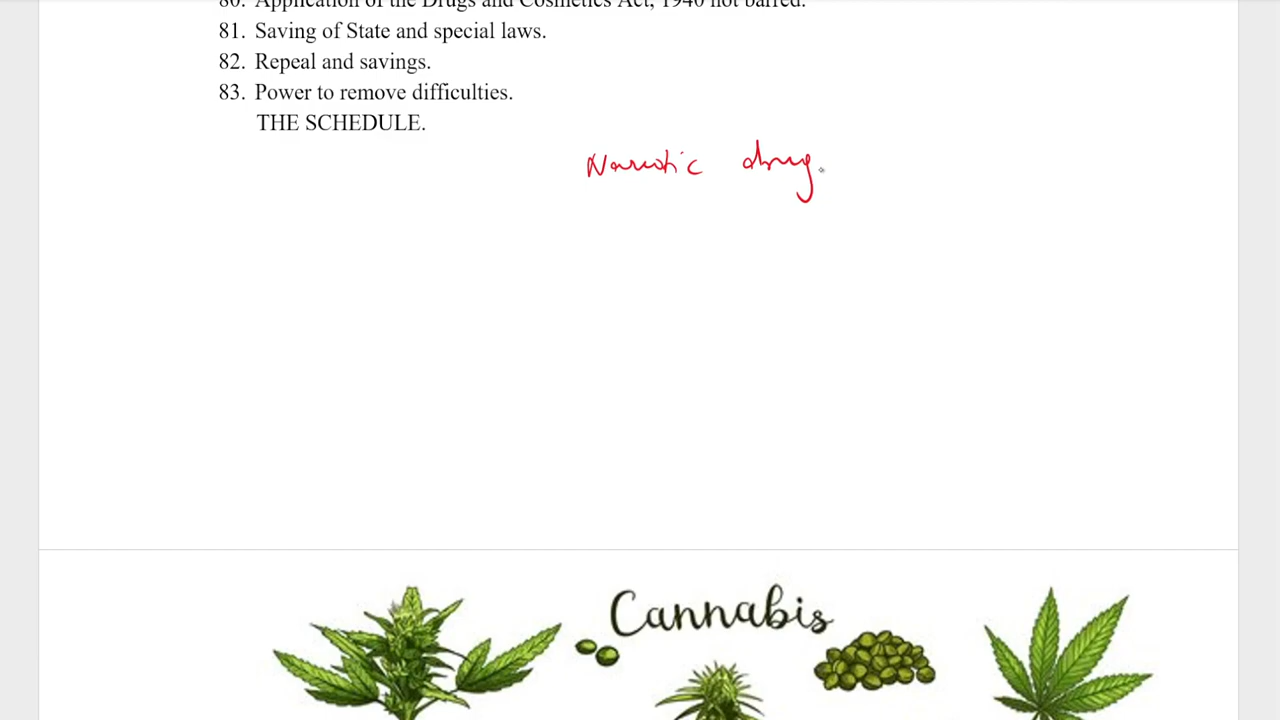 80. Application of the Drugs and Cosmetics Act, 1940 not barred.
81. Saving of State and special laws.
82. Repeal and savings.
83. Power to remove difficulties.
THE SCHEDULE.
Narcotic drug
Cannabis